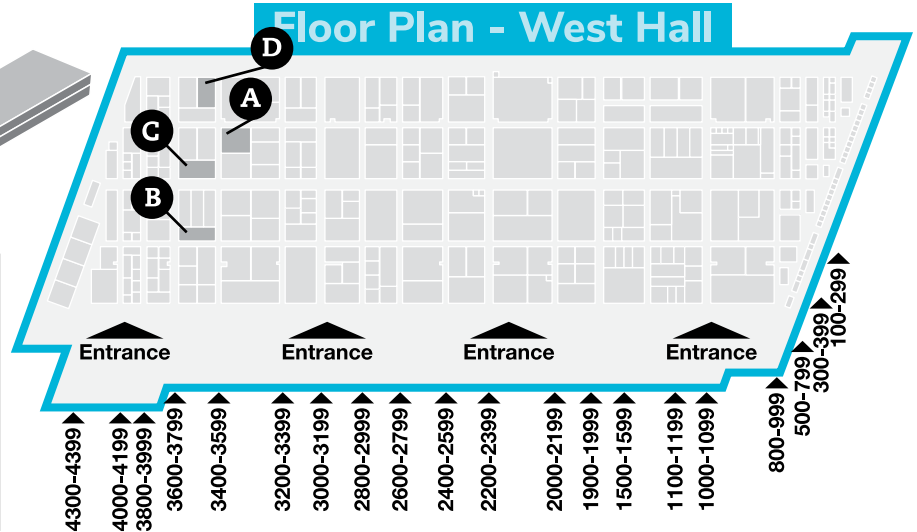 Floor Plan - West Hall
D
A
C
B
Entrance
Entrance
Entrance
Entrance
4300-4399
4000-4199
3800-3999
3600-3799
3400-3599
3200-3399
3000-3199
2800-2999
2600-2799
2400-2599
2200-2399
2000-2199
1900-1999
1500-1599
1100-1199
1000-1099
800-999
500-799
300-399
100-299